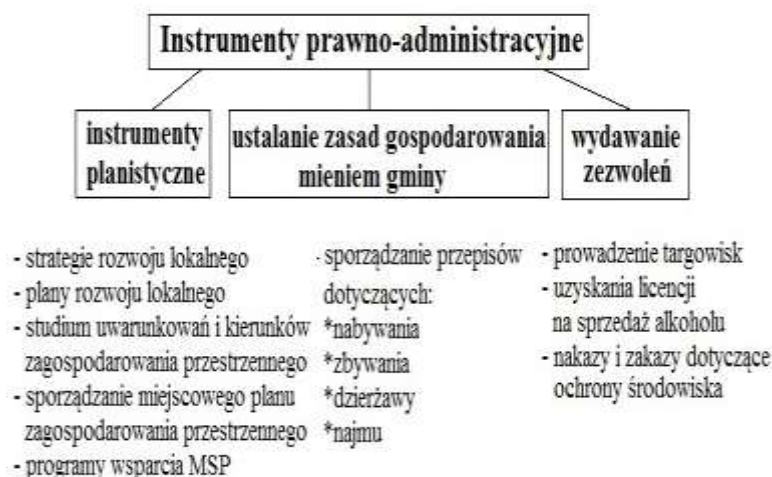 Instrumenty prawno-administracyjne
instrumenty
planistyczne
ustalanie zasad gospodarowania
mieniem gminy
wydawanie
zezwoleń
- strategie rozwoju lokalnego
- plany rozwoju lokalnego
- studium uwarunkowań i kierunków
zagospodarowania przestrzennego
- sporządzanie miejscowego planu
zagospodarowania przestrzennego
- programy wsparcia MSP
- sporządzanie przepisów
dotyczących:
*nabywania
*zbywania
*dzierżawy
*najmu
- prowadzenie targowisk
- uzyskania licencji
na sprzedaż alkoholu
- nakazy i zakazy dotyczące
ochrony środowiska